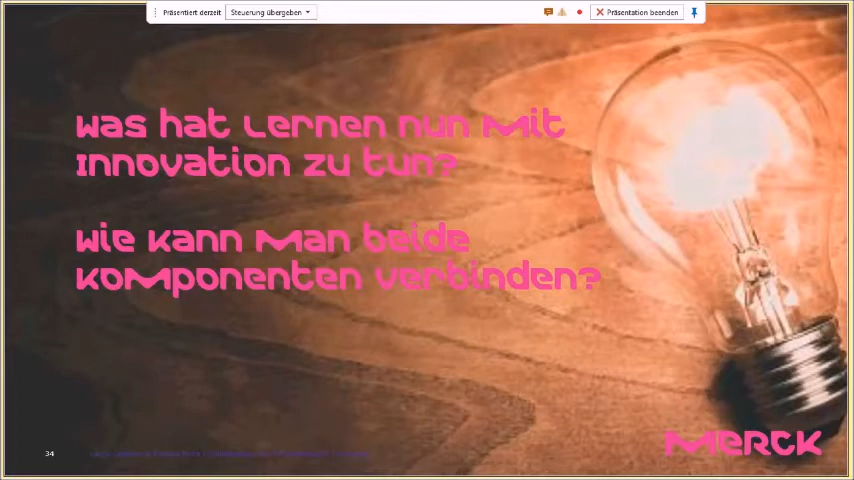 Präsentiert derzeit
Steuerung übergeben
Präsentation beenden
Was hat Lernen nun mit
Innovation zu tun?
Wie kann man beide
Komponenten verbinden?
MERCK
34